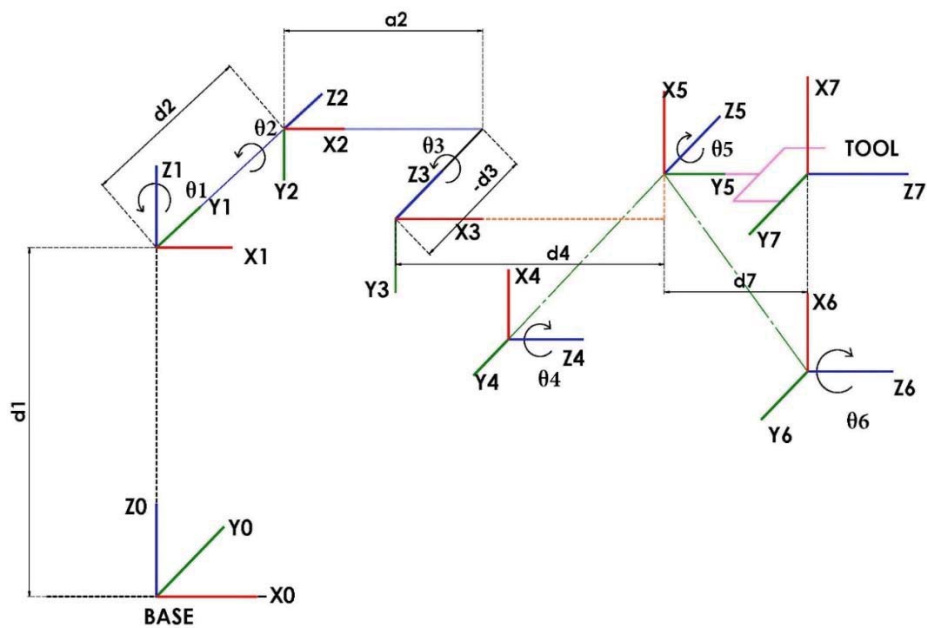 a2
d2
Z2
θ2
X2
Y2
Z1
θ1
Y1
X1
θ3
Z3
-d3
X3
Y3
d4
X5
Z5
θ5
Y5
X7
TOOL
Z7
Y7
d7
X4
Z4
Y4
θ4
X6
Z6
Y6
θ6
d1
Z0
Y0
X0
BASE